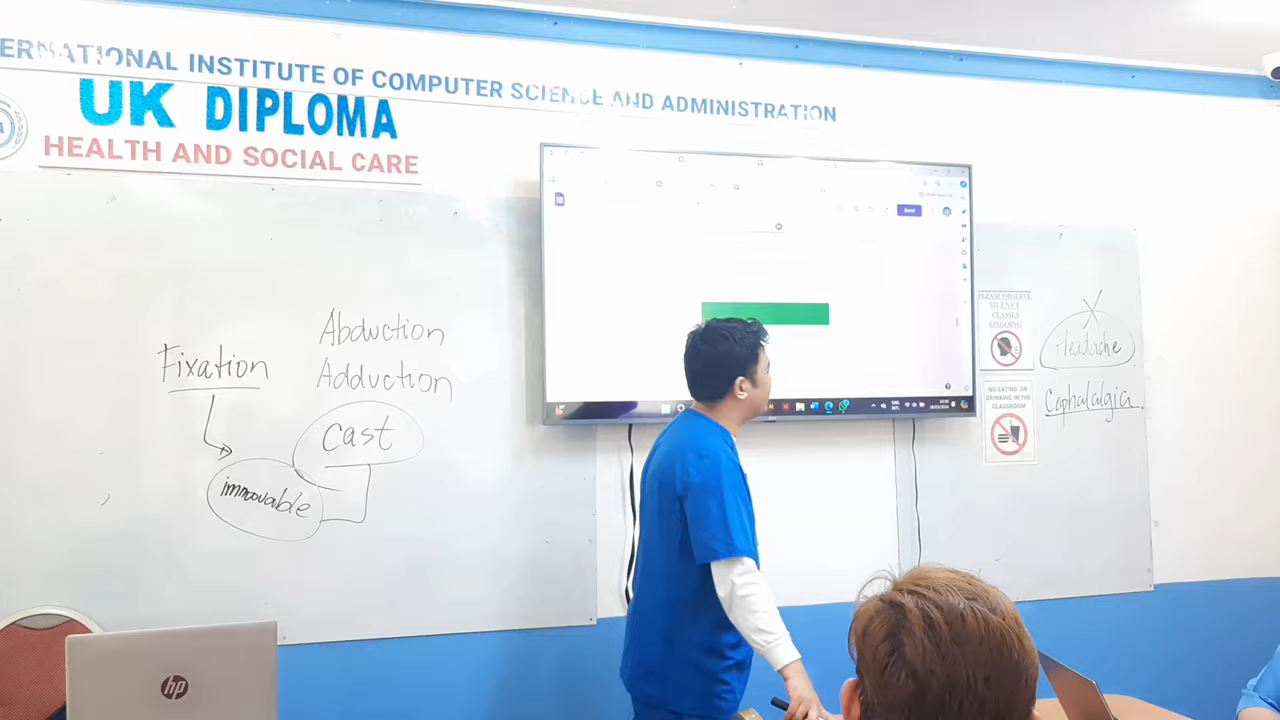 ERNATIONAL INSTITUTE OF COMPUTER SCIENCE AND ADMINISTRATION
UK DIPLOMA
HEALTH AND SOCIAL CARE
Abduction
Adduction
Fixation
cast
immovable
Send
PLEASE OBSERVE
SILENCE
CLASSES
ONGOING
NO EATING OR
DRINKING IN THE
CLASSROOM
X
Headache
Cephalalgia
hp